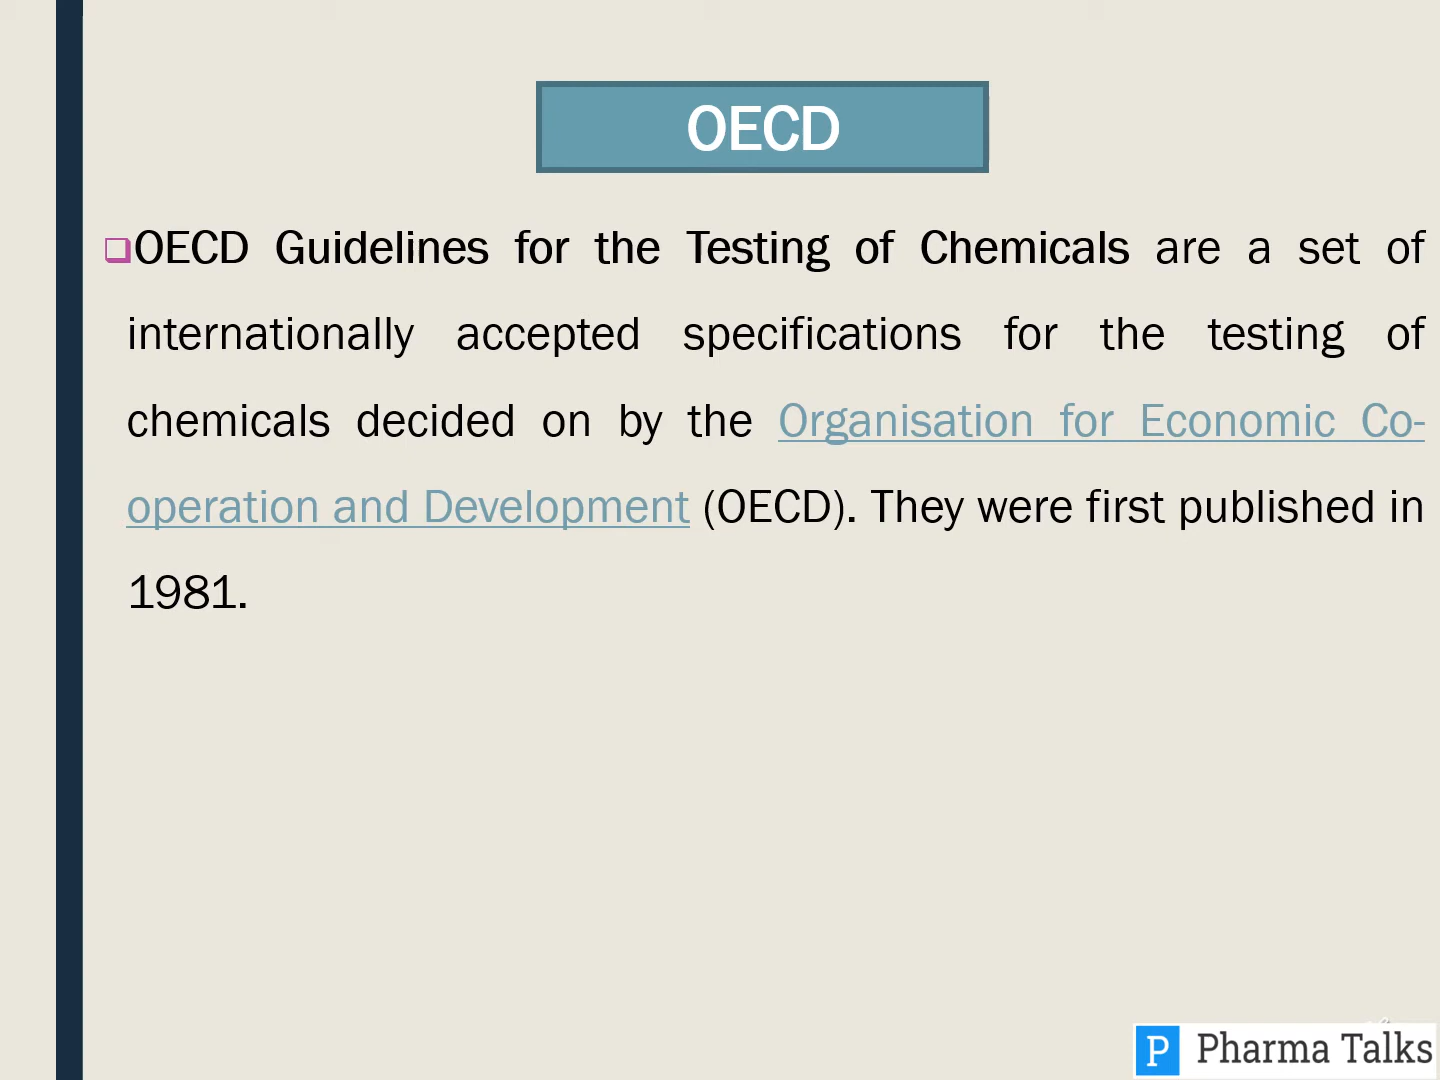 OECD
OECD Guidelines for the Testing of Chemicals are a set of
internationally accepted specifications for the testing of
chemicals decided on by the Organisation for Economic Co-
operation and Development (OECD). They were first published in
1981.
P Pharma Talks